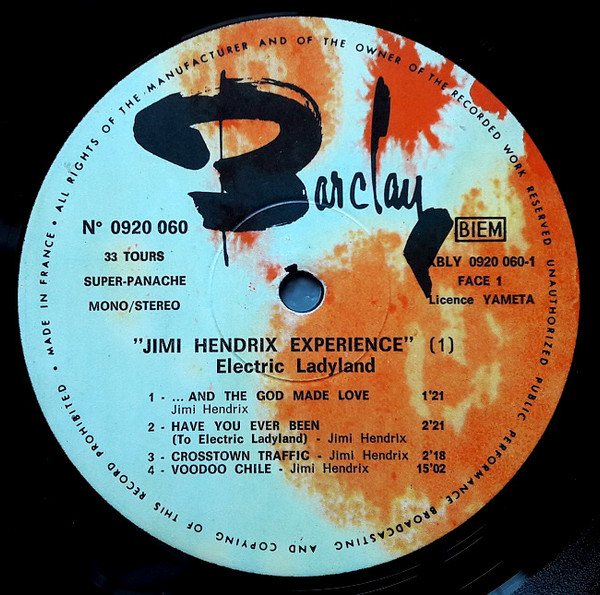 ALL RIGHTS OF THE MANUFACTURER AND OF THE OWNER OF THE RECORDED WORK RESERVED UNAUTHORIZED PUBLIC PERFORMANCE, BROADCASTING AND COPYING OF THIS RECORD PROHIBITED • MADE IN FRANCE •
Barclay
N° 0920 060
BIEM
33 TOURS
XBLY 0920 060-1
SUPER-PANACHE
FACE 1
MONO/STEREO
Licence YAMETA
"JIMI HENDRIX EXPERIENCE" (1)
Electric Ladyland
1 - ...AND THE GOD MADE LOVE 1'21
Jimi Hendrix
2 - HAVE YOU EVER BEEN 2'21
(To Electric Ladyland) - Jimi Hendrix
3 - CROSSTOWN TRAFFIC - Jimi Hendrix 2'18
4 - VOODOO CHILE - Jimi Hendrix 15'02